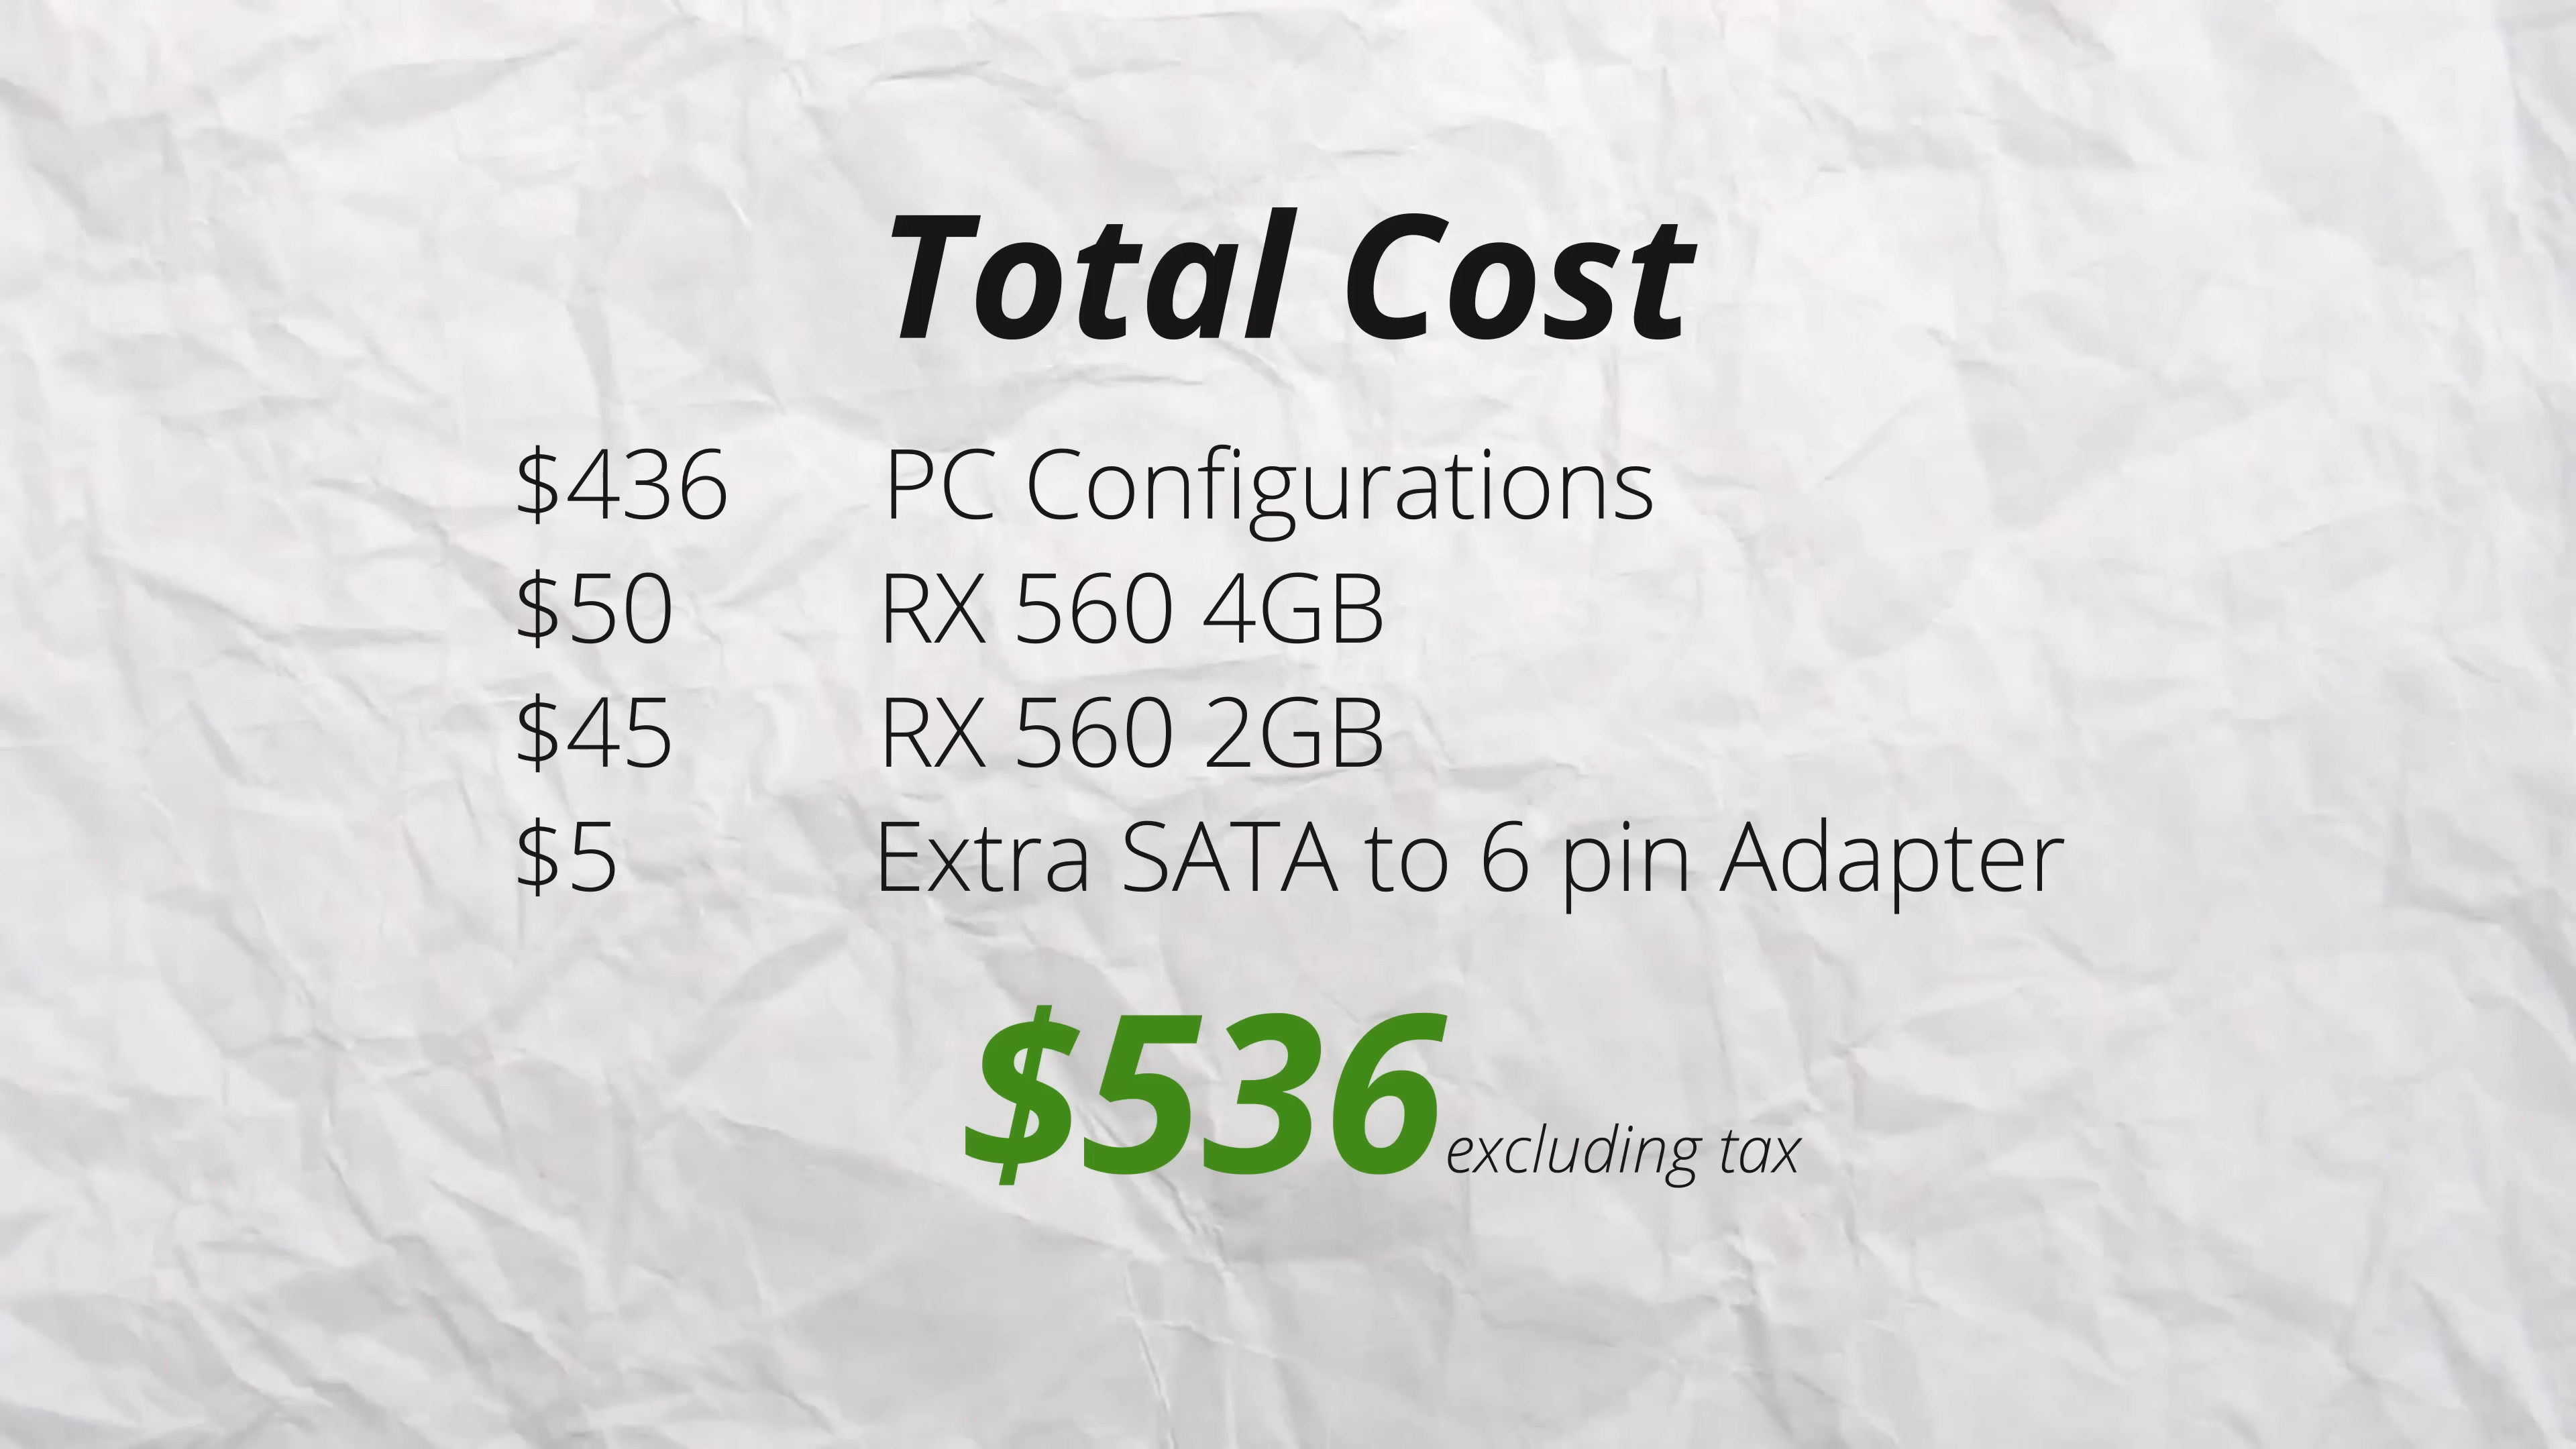 Total Cost
$436 PC Configurations
$50 RX 560 4GB
$45 RX 560 2GB
$5 Extra SATA to 6 pin Adapter
$536 excluding tax